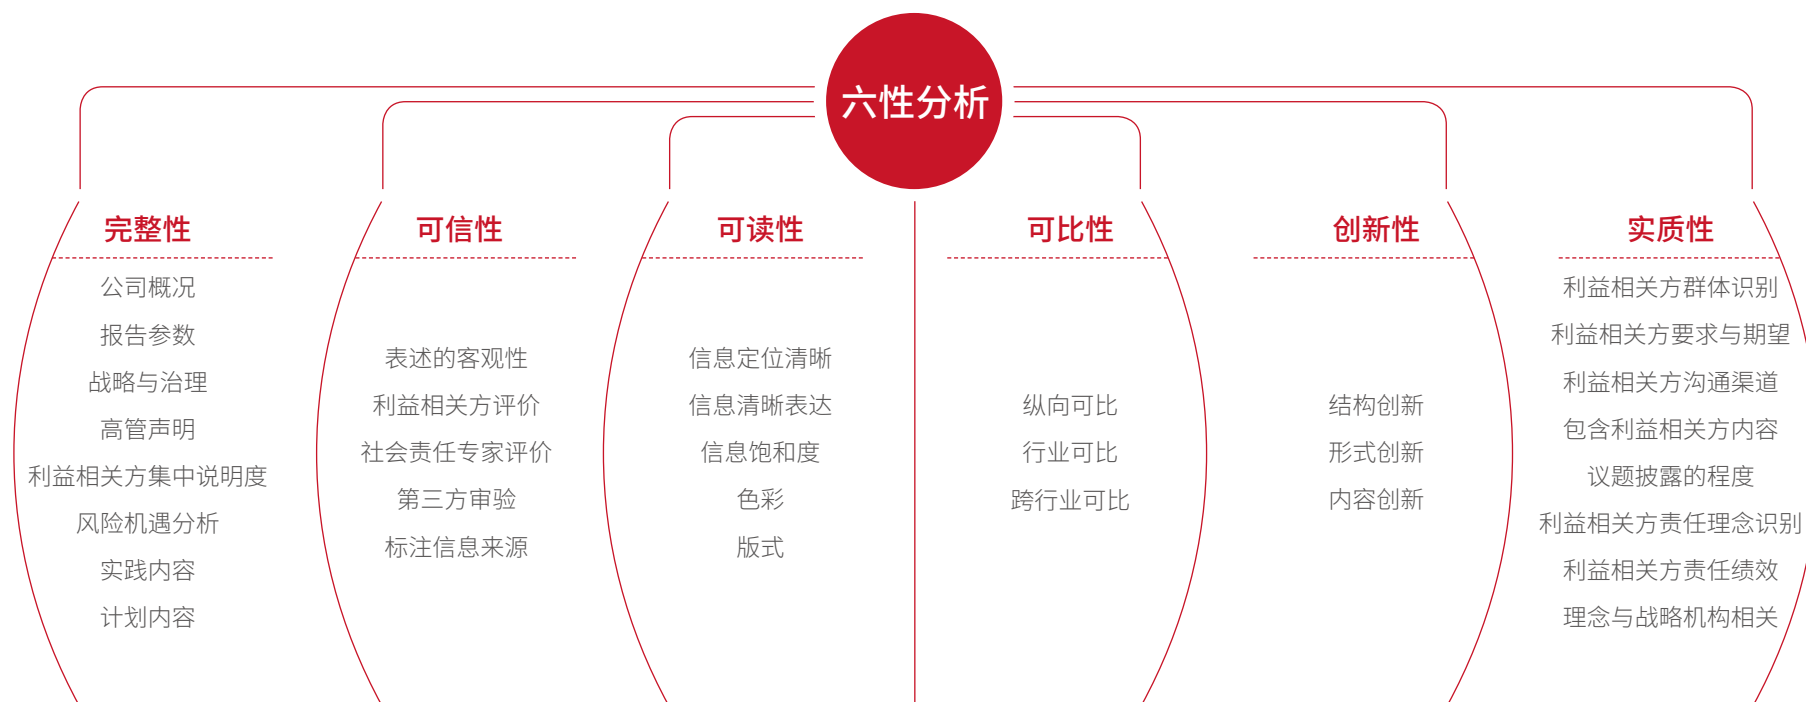 六性分析
完整性
公司概况
报告参数
战略与治理
高管声明
利益相关方集中说明度
风险机遇分析
实践内容
计划内容
可信性
表述的客观性
利益相关方评价
社会责任专家评价
第三方审验
标注信息来源
可读性
信息定位清晰
信息清晰表达
信息饱和度
色彩
版式
可比性
纵向可比
行业可比
跨行业可比
创新性
结构创新
形式创新
内容创新
实质性
利益相关方群体识别
利益相关方要求与期望
利益相关方沟通渠道
包含利益相关方内容
议题披露的程度
利益相关方责任理念识别
利益相关方责任绩效
理念与战略机构相关